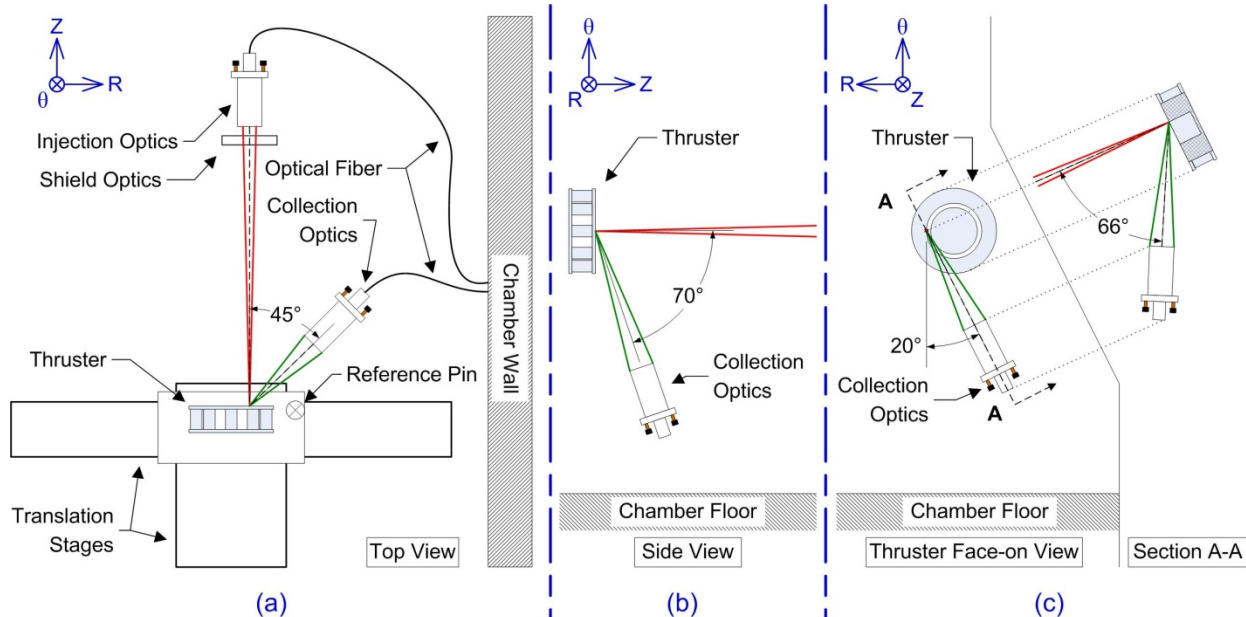 Z
R
θ
Injection Optics
Shield Optics
Optical Fiber
Collection
Optics
45°
Thruster
Reference Pin
Chamber Wall
Translation
Stages
Top View
(a)
θ
R
Z
Thruster
70°
Collection
Optics
Chamber Floor
Side View
(b)
θ
R
Z
Thruster
A
66°
20°
Collection
Optics
A
Chamber Floor
Thruster Face-on View
Section A-A
(c)